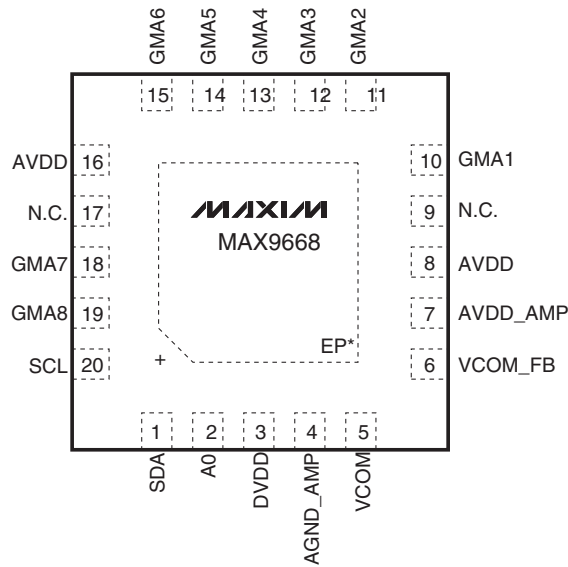 GMA6 GMA5 GMA4 GMA3 GMA2
15 14 13 12 11
AVDD 16
N.C. 17
GMA7 18
GMA8 19
SCL 20
MAXIM
MAX9668
EP*
+
10 GMA1
9 N.C.
8 AVDD
7 AVDD_AMP
6 VCOM_FB
1 2 3 4 5
SDA A0 DVDD AGND_AMP VCOM